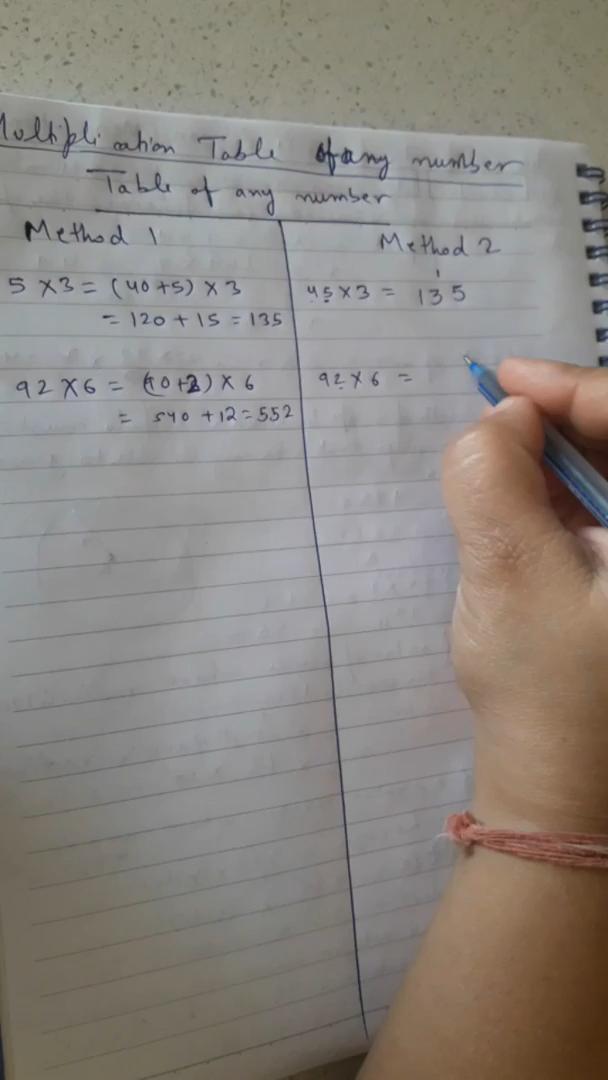 Multiplication Table of any number
Table of any number
Method 1
5 × 3 = (40+5) × 3
= 120 + 15 = 135
92 × 6 = (90+2) × 6
= 540 + 12 = 552
Method 2
1
45 × 3 = 135
92 × 6 =